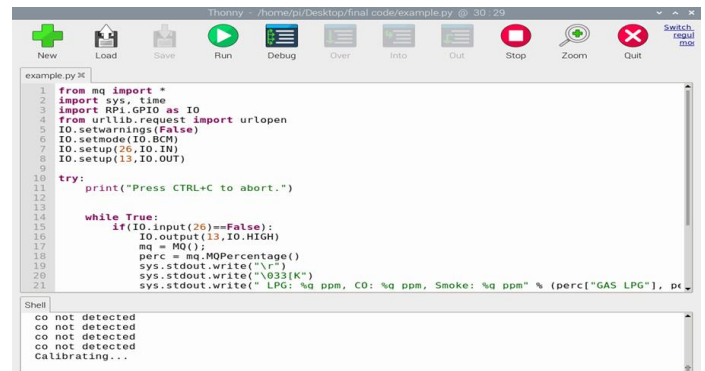 Thonny - /home/pi/Desktop/final code/example.py @ 30:29
New Load Save Run Debug Over Into Out Stop Zoom Quit
Switch
regul
mo
example.py
1 from mq import *
2 import sys, time
3 import RPi.GPIO as IO
4 from urllib.request import urlopen
5 IO.setwarnings(False)
6 IO.setmode(IO.BCM)
7 IO.setup(26,IO.IN)
8 IO.setup(13,IO.OUT)
9
10 try:
11 print("Press CTRL+C to abort.")
12
13
14 while True:
15 if(IO.input(26)==False):
16 IO.output(13,IO.HIGH)
17 mq = MQ();
18 perc = mq.MQPercentage()
19 sys.stdout.write("\r")
20 sys.stdout.write("\033[K")
21 sys.stdout.write(" LPG: %g ppm, CO: %g ppm, Smoke: %g ppm" % (perc["GAS LPG"], pe
Shell
co not detected
co not detected
co not detected
co not detected
Calibrating...